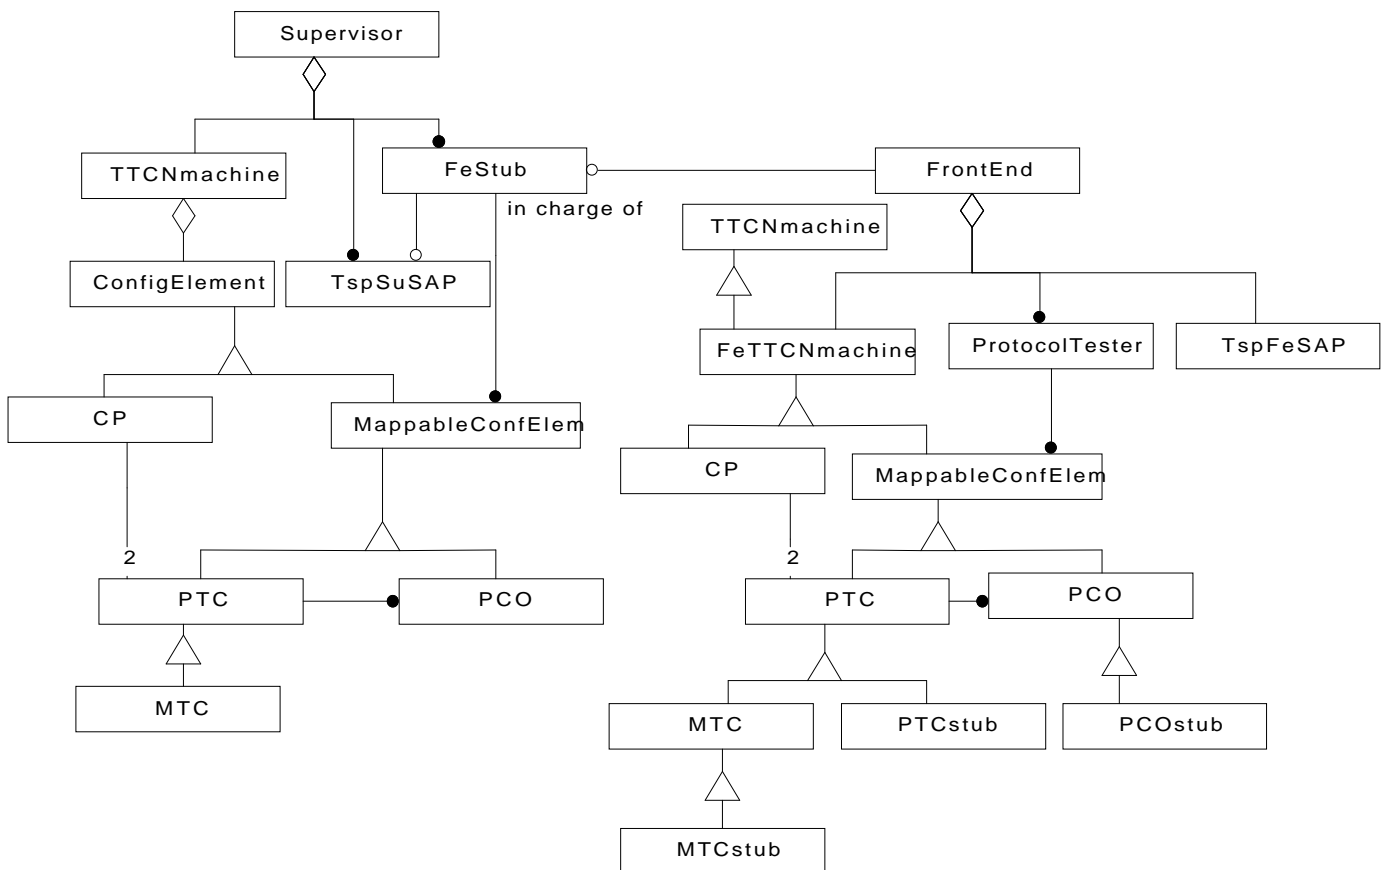 Supervisor
TTCNmachine
FeStub
FrontEnd
in charge of
TTCNmachine
ConfigElement
TspSuSAP
FeTTCNmachine
ProtocolTester
TspFeSAP
CP
MappableConfElem
CP
MappableConfElem
2
2
PTC
PCO
PTC
PCO
MTC
MTC
PTCstub
PCOstub
MTCstub